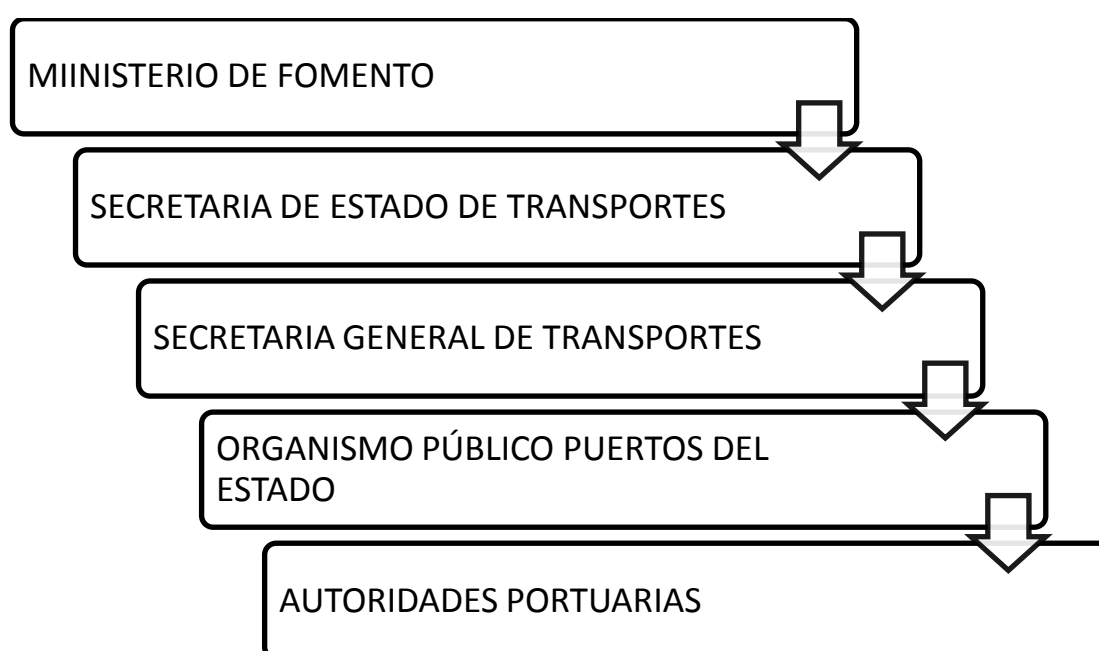 MIINISTERIO DE FOMENTO
SECRETARIA DE ESTADO DE TRANSPORTES
SECRETARIA GENERAL DE TRANSPORTES
ORGANISMO PÚBLICO PUERTOS DEL
ESTADO
AUTORIDADES PORTUARIAS